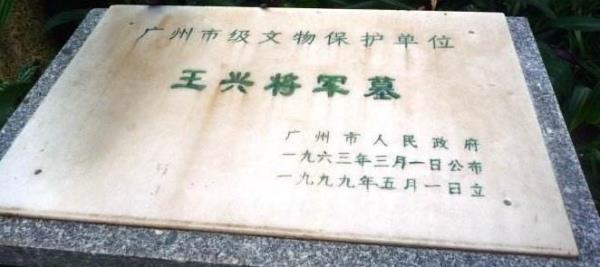 广州市级文物保护单位
王兴将军墓
广州市人民政府
一九六三年三月一日公布
一九九九年五月一日立